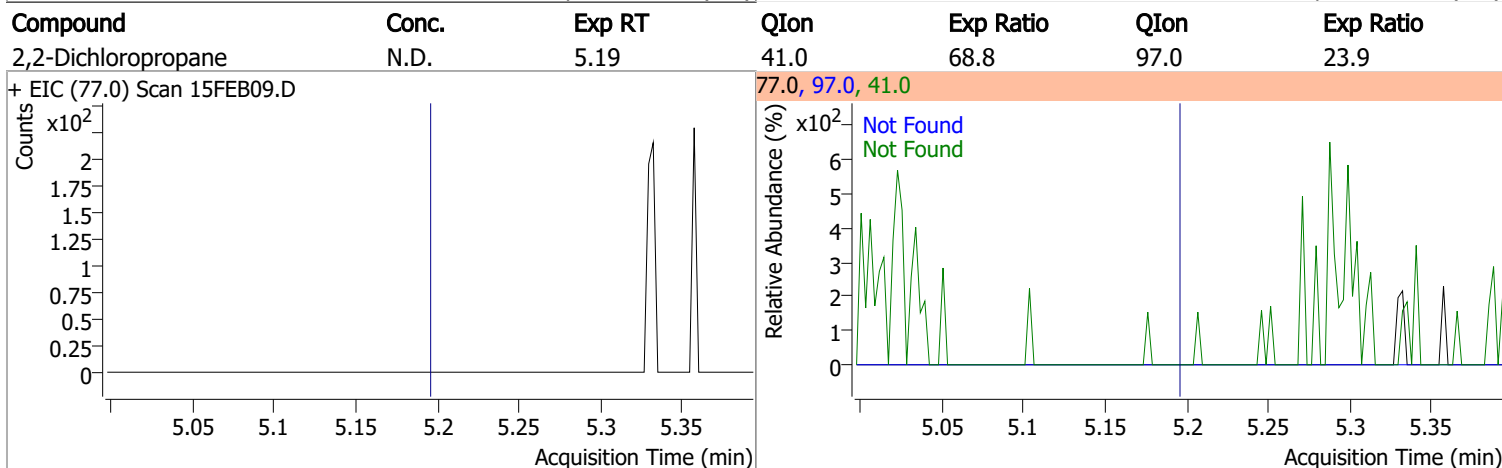 Compound Conc. Exp RT QIon Exp Ratio QIon Exp Ratio
2,2-Dichloropropane N.D. 5.19 41.0 68.8 97.0 23.9
+ EIC (77.0) Scan 15FEB09.D
Counts
x10²
2
1.75
1.5
1.25
1
0.75
0.5
0.25
0
5.05 5.1 5.15 5.2 5.25 5.3 5.35
Acquisition Time (min)
77.0, 97.0, 41.0
Relative Abundance (%)
x10²
Not Found
Not Found
6
5
4
3
2
1
0
5.05 5.1 5.15 5.2 5.25 5.3 5.35
Acquisition Time (min)